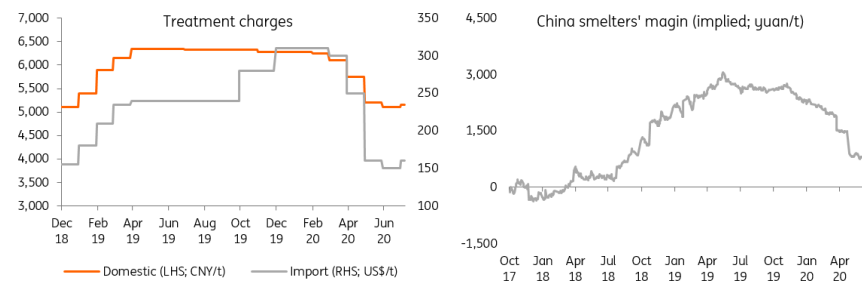 Treatment charges
7,000
6,500
6,000
5,500
5,000
4,500
4,000
3,500
3,000
350
300
250
200
150
100
Dec 18
Feb 19
Apr 19
Jun 19
Aug 19
Oct 19
Dec 19
Feb 20
Apr 20
Jun 20
Domestic (LHS; CNY/t)
Import (RHS; US$/t)
China smelters' magin (implied; yuan/t)
4,500
3,000
1,500
0
-1,500
Oct 17
Jan 18
Apr 18
Jul 18
Oct 18
Jan 19
Apr 19
Jul 19
Oct 19
Jan 20
Apr 20